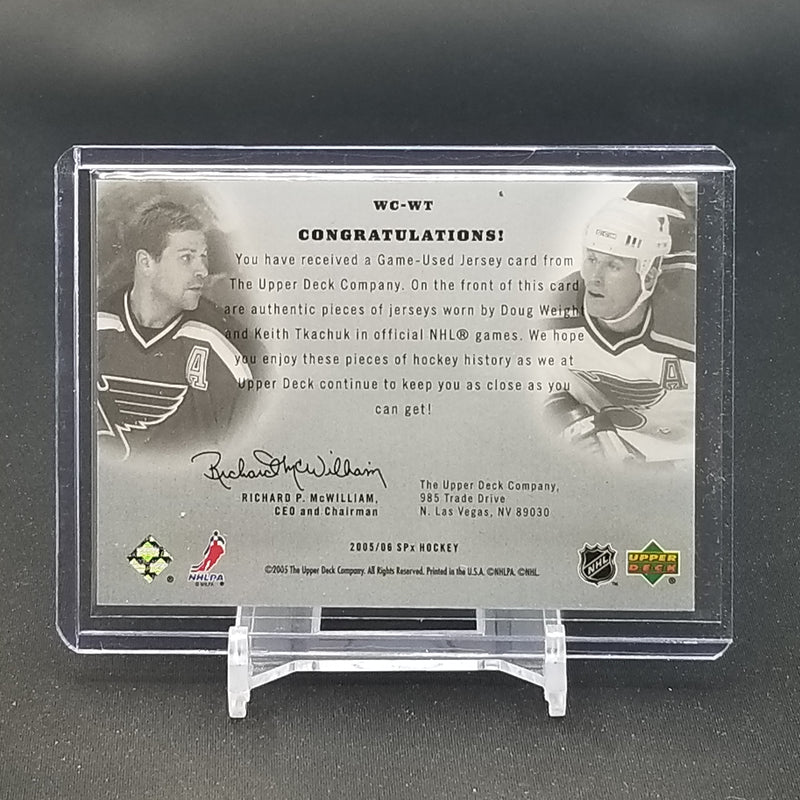 WC-WT
CONGRATULATIONS!
You have received a Game-Used Jersey card from
The Upper Deck Company. On the front of this card
are authentic pieces of jerseys worn by Doug Weight
and Keith Tkachuk in official NHL® games. We hope
you enjoy these pieces of hockey history as we at
Upper Deck continue to keep you as close as you
can get!
Richard McWilliam
RICHARD P. McWILLIAM,
CEO and Chairman
The Upper Deck Company,
985 Trade Drive
N. Las Vegas, NV 89030
2005/06 SPx HOCKEY
©2005 The Upper Deck Company. All Rights Reserved. Printed in the U.S.A. ©NHLPA. ©NHL.
NHLPA
NHL
UPPER
DECK
A
A
CCM